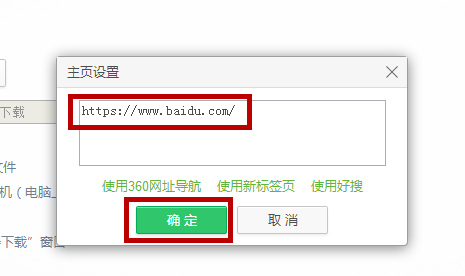 主页设置
下载
https://www.baidu.com/
文件
使用360网址导航 使用新标签页 使用好搜
机（电脑_
确定 取消
下载”窗